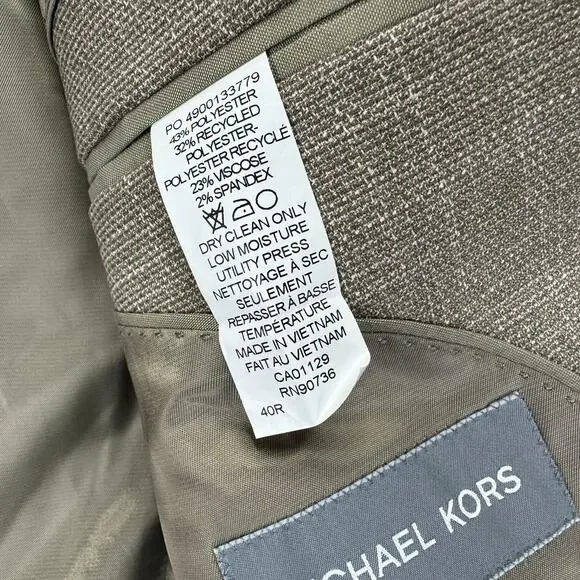 PO 4900133779
43% POLYESTER
32% RECYCLED
POLYESTER-
POLYESTER RECYCLÉ
23% VISCOSE
2% SPANDEX
DRY CLEAN ONLY
LOW MOISTURE
UTILITY PRESS
NETTOYAGE À SEC
SEULEMENT
REPASSER À BASSE
TEMPÉRATURE
MADE IN VIETNAM
FAIT AU VIETNAM
CA01129
RN90736
40R
MICHAEL KORS